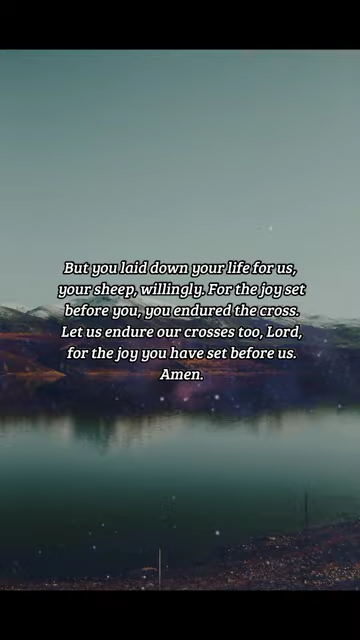 But you laid down your life for us,
your sheep, willingly. For the joy set
before you, you endured the cross.
Let us endure our crosses too, Lord,
for the joy you have set before us.
Amen.